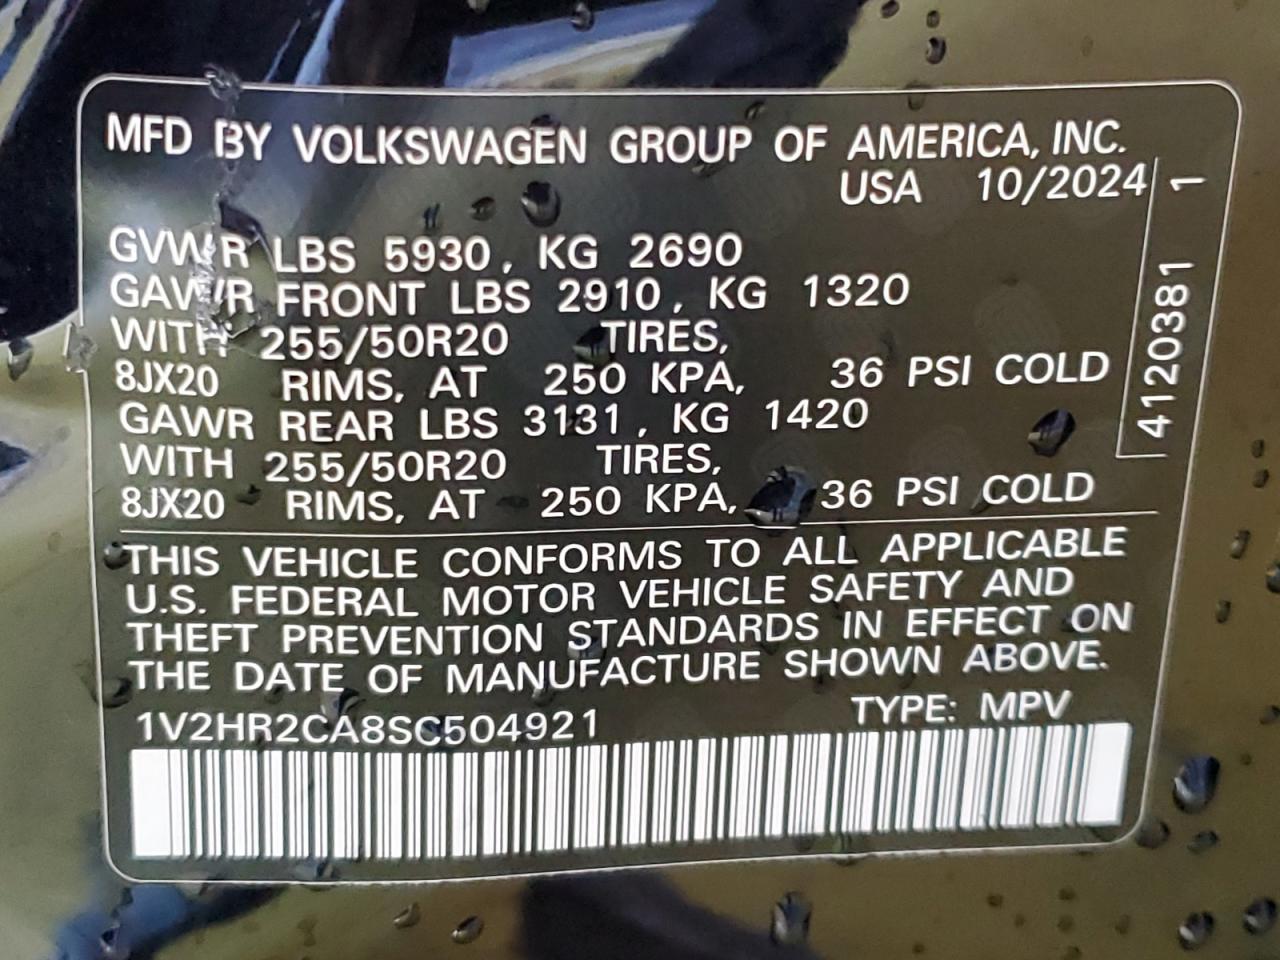 MFD BY VOLKSWAGEN GROUP OF AMERICA, INC.
USA 10/2024
GVWR LBS 5930, KG 2690
GAWR FRONT LBS 2910, KG 1320
WITH 255/50R20 TIRES,
8JX20 RIMS, AT 250 KPA, 36 PSI COLD
GAWR REAR LBS 3131, KG 1420
WITH 255/50R20 TIRES,
8JX20 RIMS, AT 250 KPA, 36 PSI COLD
4120381 1
THIS VEHICLE CONFORMS TO ALL APPLICABLE
U.S. FEDERAL MOTOR VEHICLE SAFETY AND
THEFT PREVENTION STANDARDS IN EFFECT ON
THE DATE OF MANUFACTURE SHOWN ABOVE.
1V2HR2CA8SC504921 TYPE: MPV